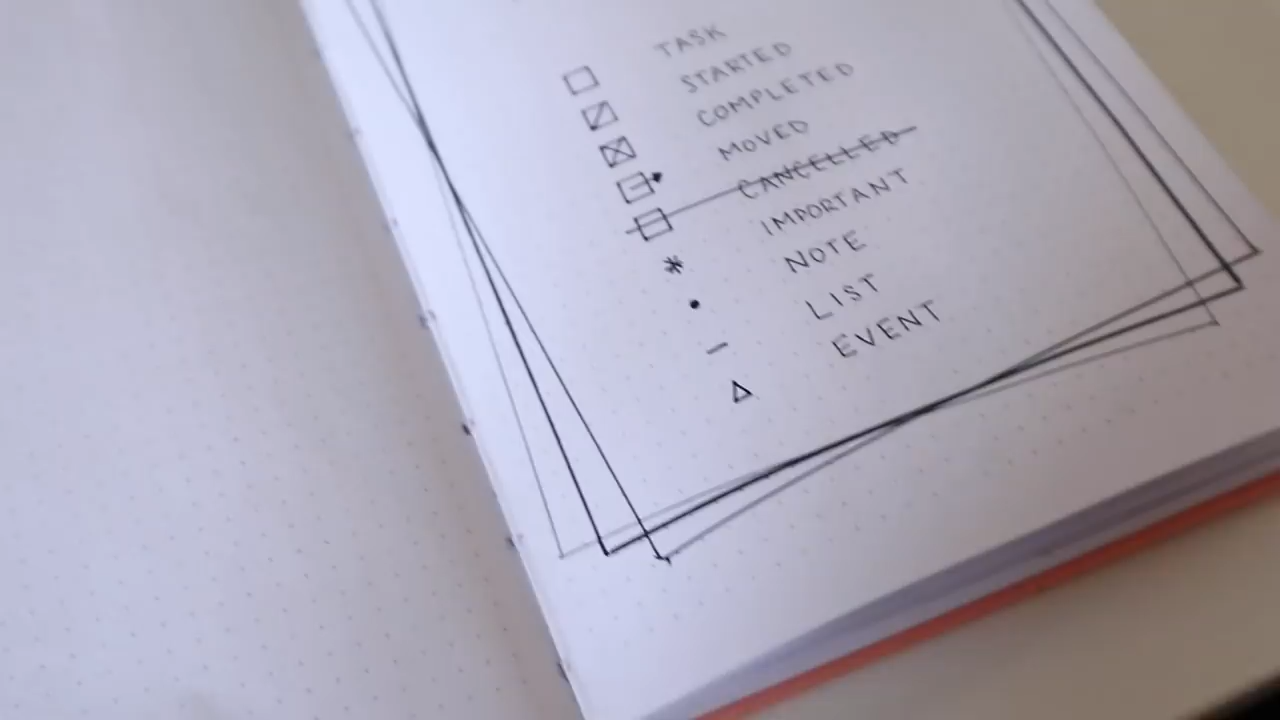 TASK
STARTED
COMPLETED
MOVED
CANCELLED
IMPORTANT
NOTE
LIST
EVENT